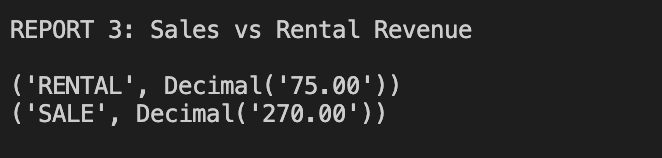 REPORT 3: Sales vs Rental Revenue
('RENTAL', Decimal('75.00'))
('SALE', Decimal('270.00'))